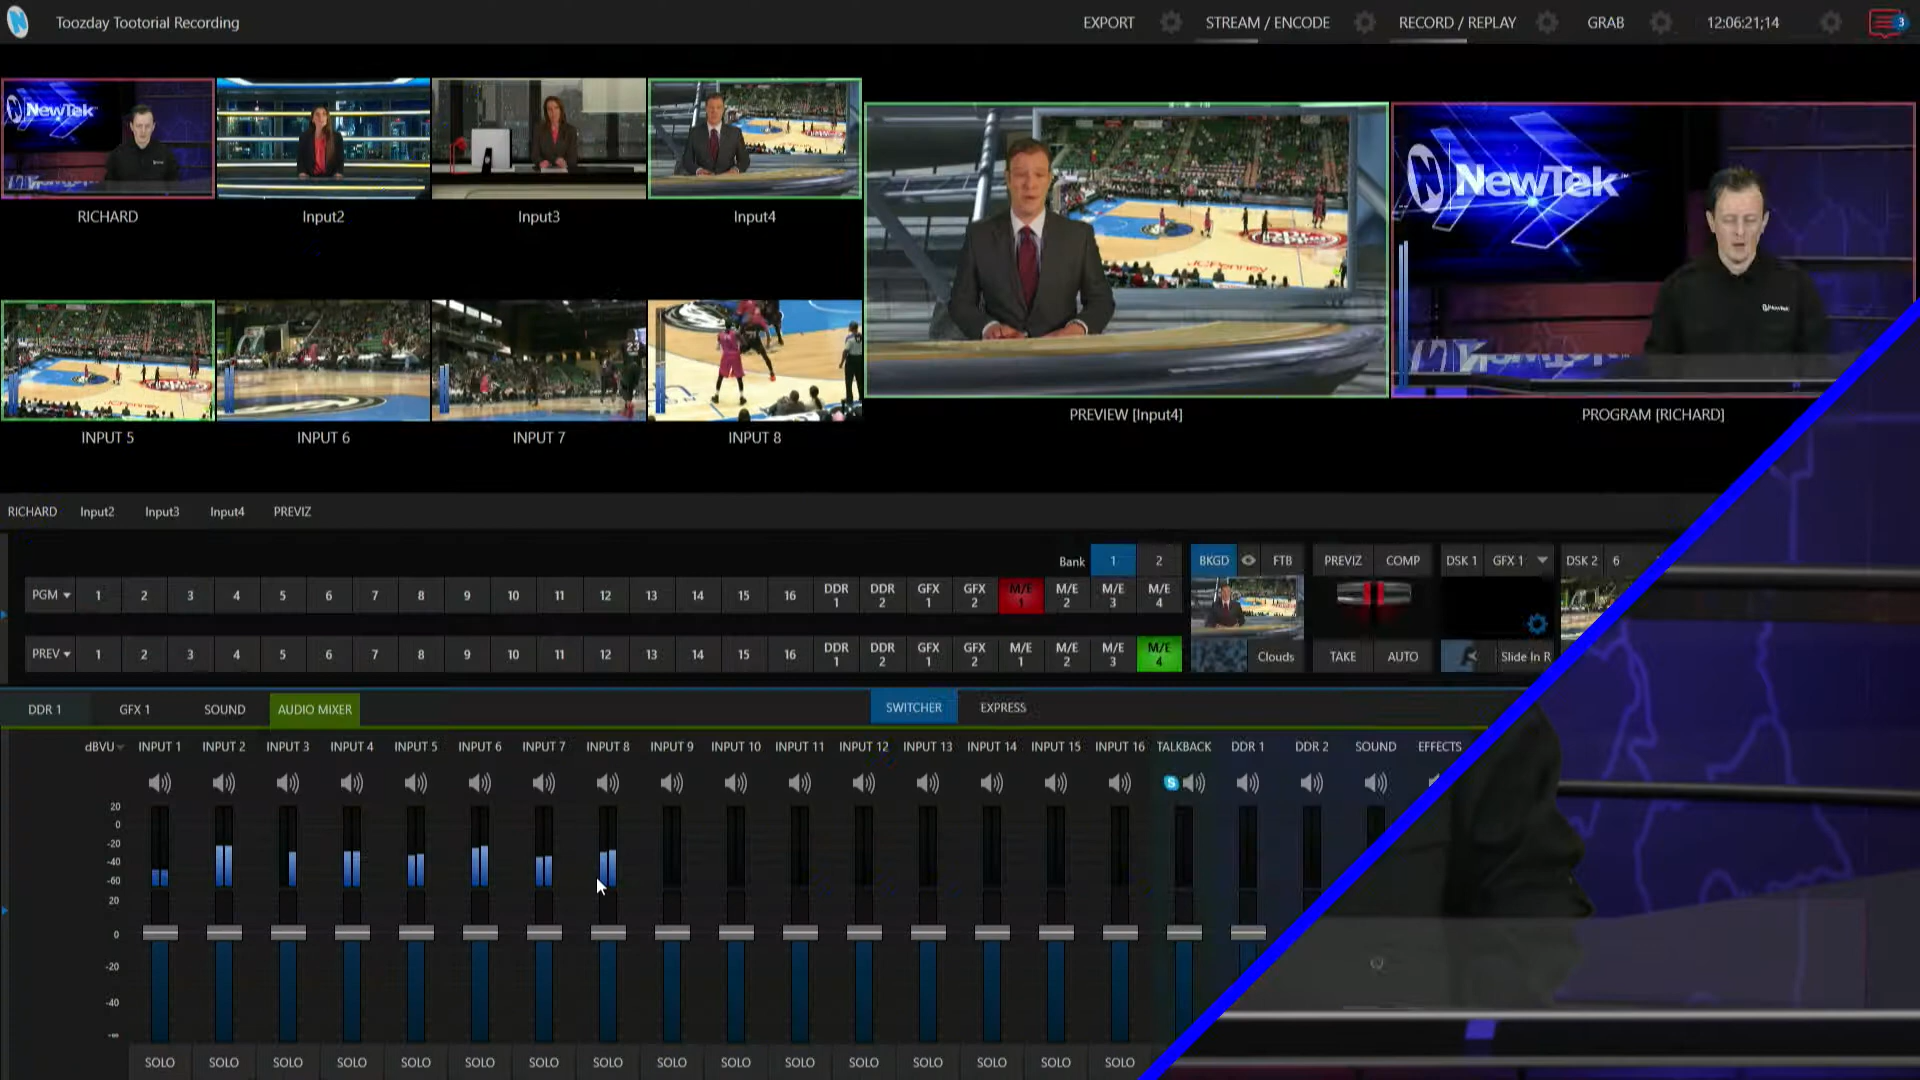 Toozday Tootorial Recording
EXPORT STREAM / ENCODE RECORD / REPLAY GRAB 12:06:21;14 3
NewTek
NewTek
NewTek
JCPenney
RICHARD Input2 Input3 Input4
23
INPUT 5 INPUT 6 INPUT 7 INPUT 8
PREVIEW [Input4] PROGRAM [RICHARD]
RICHARD Input2 Input3 Input4 PREVIZ
Bank 1 2 BKGD FTB PREVIZ COMP DSK 1 GFX 1 DSK 2 6
PGM 1 2 3 4 5 6 7 8 9 10 11 12 13 14 15 16 DDR 1 DDR 2 GFX 1 GFX 2 M/E 1 M/E 2 M/E 3 M/E 4
PREV 1 2 3 4 5 6 7 8 9 10 11 12 13 14 15 16 DDR 1 DDR 2 GFX 1 GFX 2 M/E 1 M/E 2 M/E 3 M/E 4
Clouds TAKE AUTO Slide In R
DDR 1 GFX 1 SOUND AUDIO MIXER SWITCHER EXPRESS
dBVU INPUT 1 INPUT 2 INPUT 3 INPUT 4 INPUT 5 INPUT 6 INPUT 7 INPUT 8 INPUT 9 INPUT 10 INPUT 11 INPUT 12 INPUT 13 INPUT 14 INPUT 15 INPUT 16 TALKBACK DDR 1 DDR 2 SOUND EFFECTS
20
0
-20
-40
-60
20
0
-20
-40
-∞
SOLO SOLO SOLO SOLO SOLO SOLO SOLO SOLO SOLO SOLO SOLO SOLO SOLO SOLO SOLO SOLO